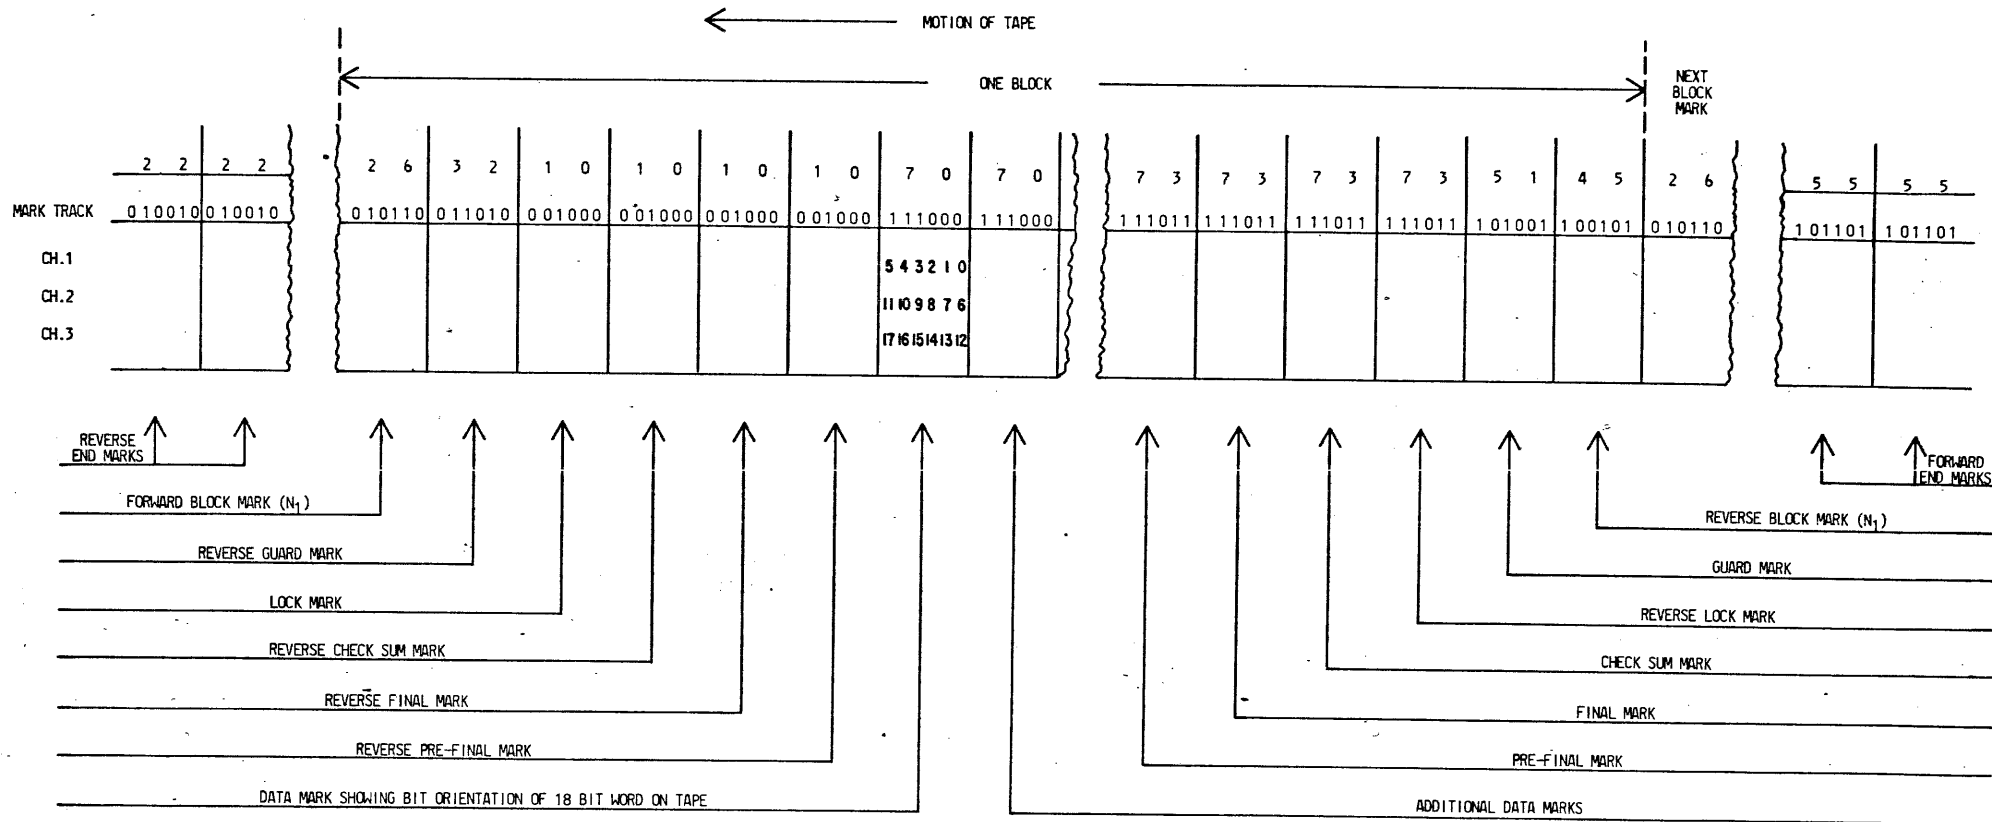 MOTION OF TAPE
ONE BLOCK
NEXT
BLOCK
MARK
2 2 2 2 2 6 3 2 1 0 1 0 1 0 1 0 7 0 7 0 7 3 7 3 7 3 7 3 5 1 4 5 2 6 5 5 5 5
MARK TRACK 010010 010010 010110 011010 001000 001000 001000 001000 111000 111000 111011 111011 111011 111011 101001 100101 010110 101101 101101
CH.1 5 4 3 2 1 0
CH.2 11 10 9 8 7 6
CH.3 17 16 15 14 13 12
REVERSE
END MARKS
FORWARD
END MARKS
FORWARD BLOCK MARK (N1)
REVERSE BLOCK MARK (N1)
REVERSE GUARD MARK
GUARD MARK
LOCK MARK
REVERSE LOCK MARK
REVERSE CHECK SUM MARK
CHECK SUM MARK
REVERSE FINAL MARK
FINAL MARK
REVERSE PRE-FINAL MARK
PRE-FINAL MARK
DATA MARK SHOWING BIT ORIENTATION OF 18 BIT WORD ON TAPE
ADDITIONAL DATA MARKS